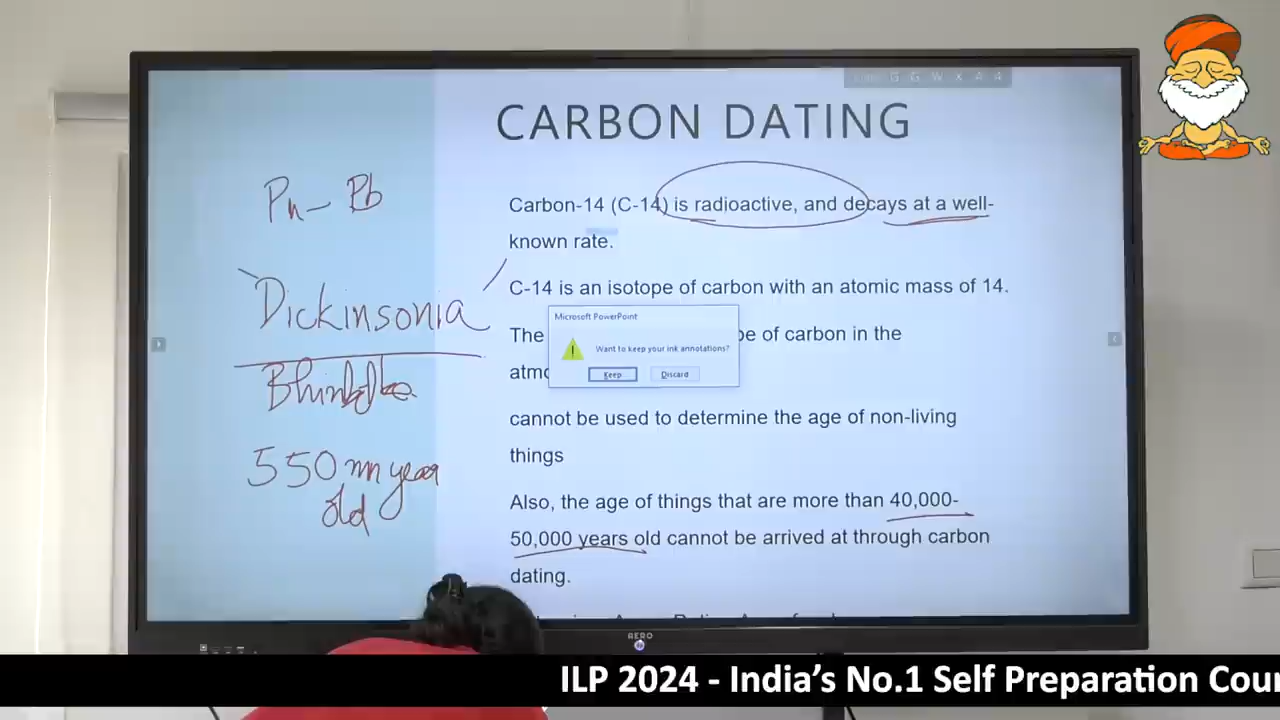 CARBON DATING
Carbon-14 (C-14) is radioactive, and decays at a well-
known rate.
C-14 is an isotope of carbon with an atomic mass of 14.
The
pe of carbon in the
atmo
cannot be used to determine the age of non-living
things
Also, the age of things that are more than 40,000-
50,000 years old cannot be arrived at through carbon
dating.
Microsoft PowerPoint
Want to keep your ink annotations?
Keep Discard
Pb
Dickinsonia
550 mn year
old
AERO
ILP 2024 - India's No.1 Self Preparation Cour